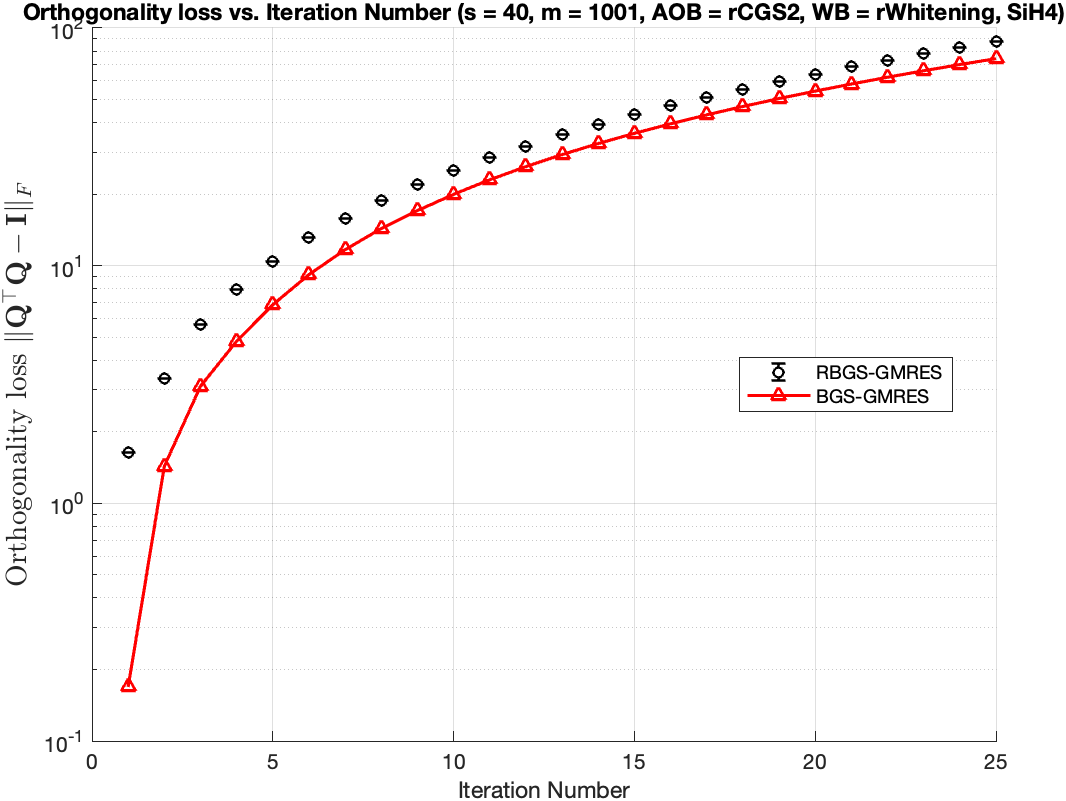 Orthogonality loss vs. Iteration Number (s = 40, m = 1001, AOB = rCGS2, WB = rWhitening, SiH4)
10^2
10^1
10^0
10^-1
Orthogonality loss ||Q^⊤Q − I||_F
RBGS-GMRES
BGS-GMRES
0 5 10 15 20 25
Iteration Number